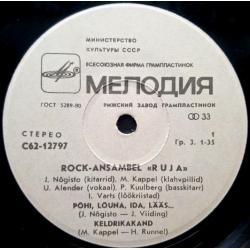 МИНИСТЕРСТВО
КУЛЬТУРЫ СССР
ВСЕСОЮЗНАЯ ФИРМА ГРАМПЛАСТИНОК
МЕЛОДИЯ
ГОСТ 5289-80
РИЖСКИЙ ЗАВОД ГРАМПЛАСТИНОК
33
СТЕРЕО
1
С62-12797
Гр. 3. 1-35
ROCK-ANSAMBEL «RUJA»
J. Nõgisto (kitarrid), M. Kappel (klahvpillid)
U. Alender (vokaal) P. Kuulberg (basskitarr)
I. Varts (löökriistad)
PÕHI, LÕUNA, IDA, LÄÄS...
(J. Nõgisto — J. Viiding)
KELDRIKAKAND
(M. Kappel — H. Runnel)